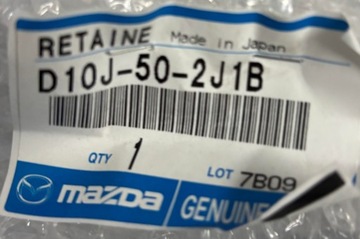 RETAINE Made in Japan
D10J-50-2J1B
QTY 1 LOT 7B09
mazda GENUINE